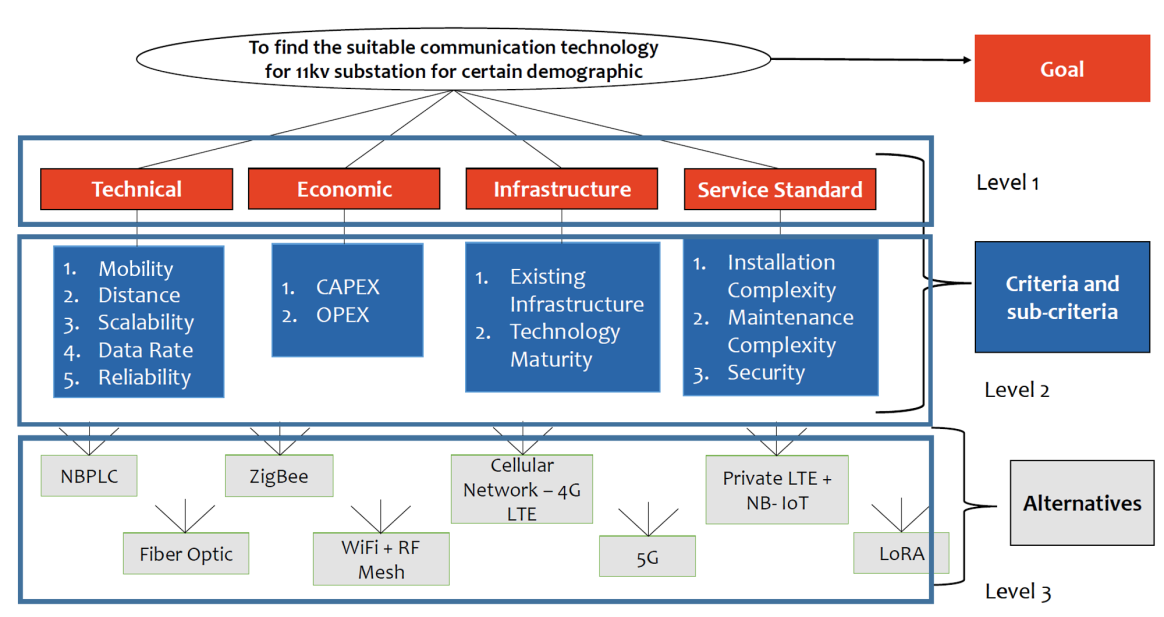 To find the suitable communication technology
for 11kv substation for certain demographic
Goal
Level 1
Technical
Economic
Infrastructure
Service Standard
1. Mobility
2. Distance
3. Scalability
4. Data Rate
5. Reliability
1. CAPEX
2. OPEX
1. Existing
Infrastructure
2. Technology
Maturity
1. Installation
Complexity
2. Maintenance
Complexity
3. Security
Criteria and
sub-criteria
Level 2
NBPLC
ZigBee
Cellular
Network – 4G
LTE
Private LTE +
NB- IoT
Fiber Optic
WiFi + RF
Mesh
5G
LoRA
Alternatives
Level 3